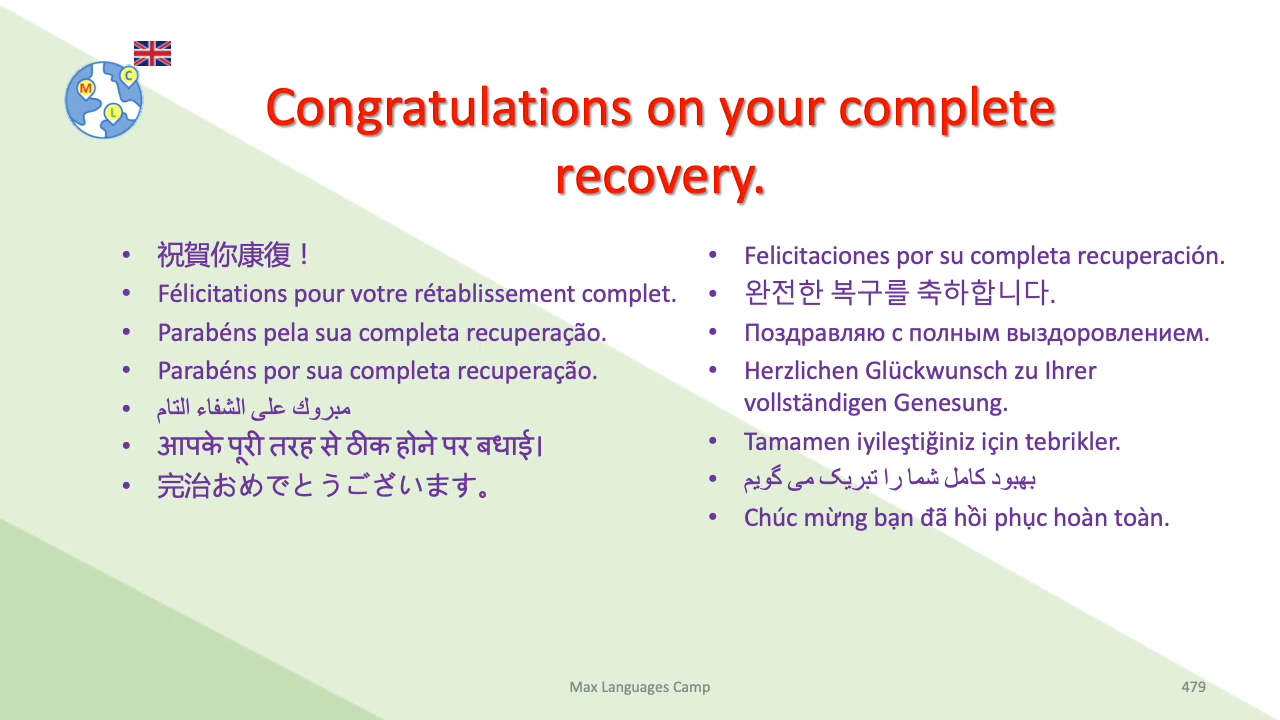 M
C
L
Congratulations on your complete
recovery.
• 祝賀你康復！
• Félicitations pour votre rétablissement complet.
• Parabéns pela sua completa recuperação.
• Parabéns por sua completa recuperação.
• مبروك على الشفاء التام
• आपके पूरी तरह से ठीक होने पर बधाई।
• 完治おめでとうございます。
• Felicitaciones por su completa recuperación.
• 완전한 복구를 축하합니다.
• Поздравляю с полным выздоровлением.
• Herzlichen Glückwunsch zu Ihrer
vollständigen Genesung.
• Tamamen iyileştiğiniz için tebrikler.
• بهبود کامل شما را تبریک می گویم
• Chúc mừng bạn đã hồi phục hoàn toàn.
Max Languages Camp
479